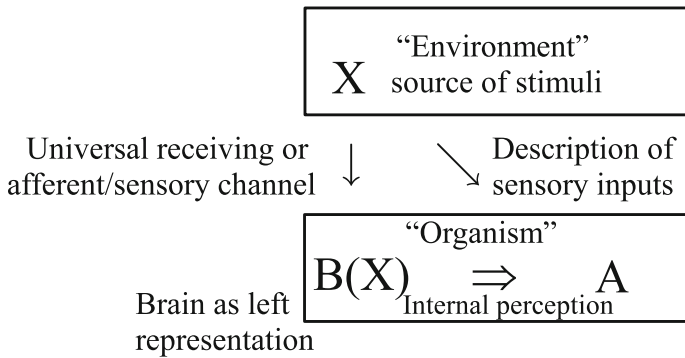 “Environment”
X source of stimuli
Universal receiving or
afferent/sensory channel
↓ ↘
Description of
sensory inputs
“Organism”
B(X) ⇒ A
Internal perception
Brain as left
representation